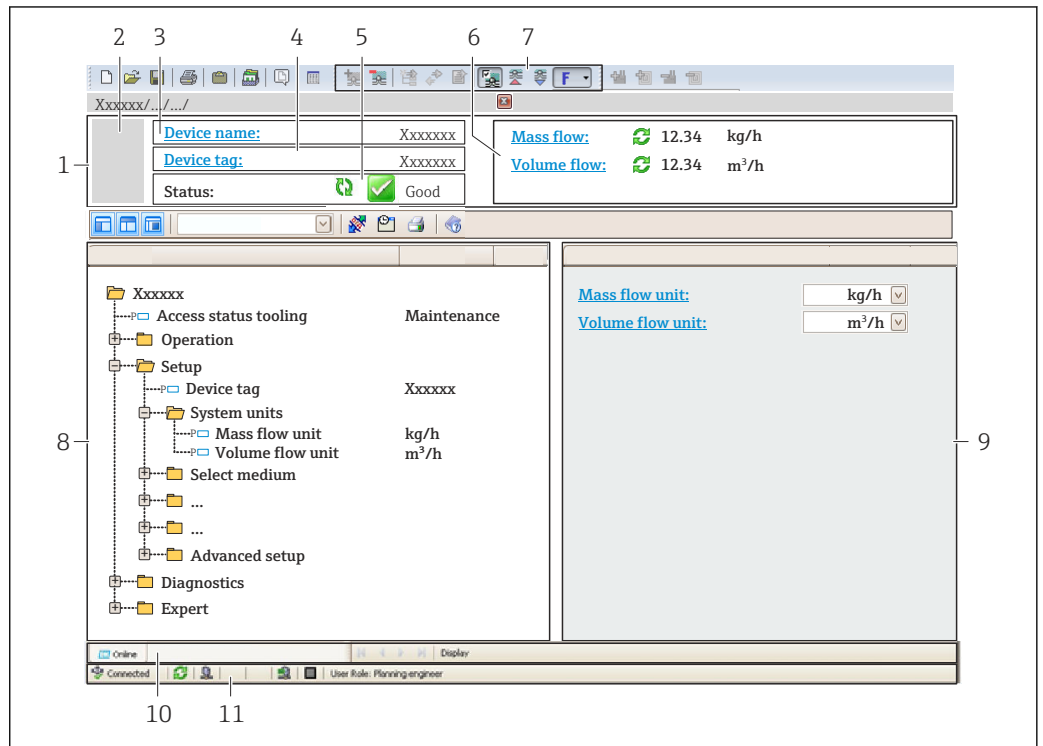 2 3 4 5 6 7
F
Xxxxxx/.../.../
1
Device name: Xxxxxxx
Device tag: Xxxxxxx
Status: Good
Mass flow: 12.34 kg/h
Volume flow: 12.34 m³/h
Xxxxxx
P Access status tooling Maintenance
Operation
Setup
P Device tag Xxxxxx
System units
P Mass flow unit kg/h
P Volume flow unit m³/h
Select medium
...
...
Advanced setup
Diagnostics
Expert
8
Mass flow unit: kg/h
Volume flow unit: m³/h
9
Online Display
Connected User Role: Planning engineer
10 11